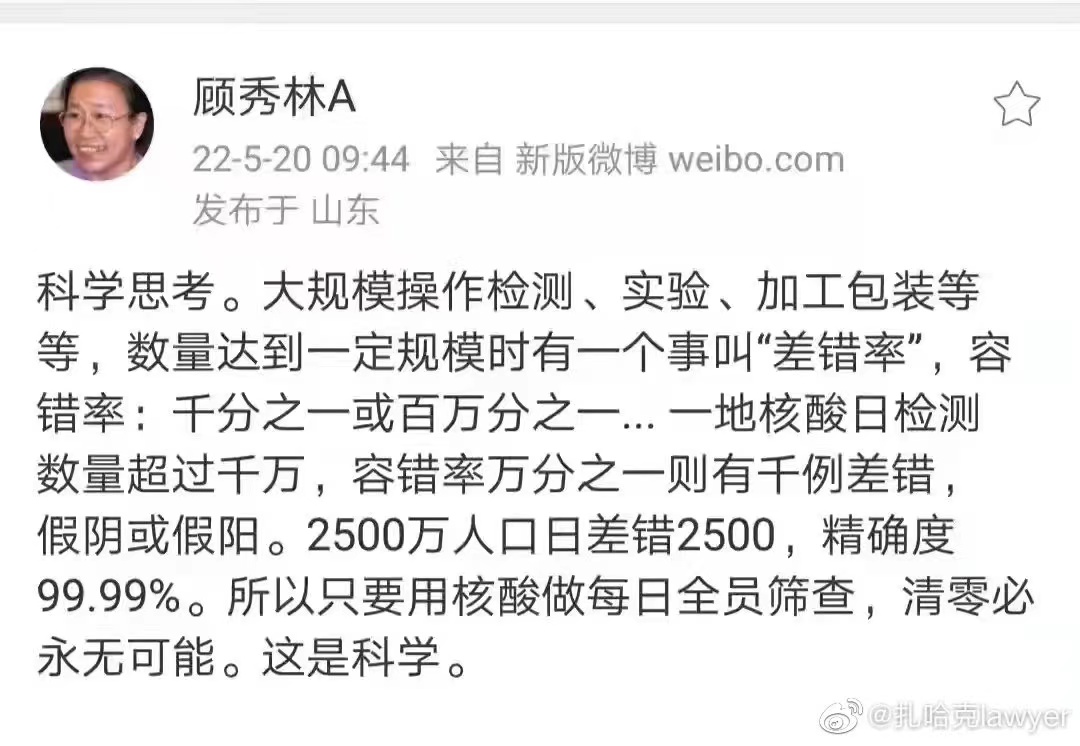 顾秀林A
22-5-20 09:44 来自 新版微博 weibo.com
发布于 山东
科学思考。大规模操作检测、实验、加工包装等
等，数量达到一定规模时有一个事叫“差错率”，容
错率：千分之一或百万分之一... 一地核酸日检测
数量超过千万，容错率万分之一则有千例差错，
假阴或假阳。2500万人口日差错2500，精确度
99.99%。所以只要用核酸做每日全员筛查，清零必
永无可能。这是科学。
@扎哈克lawyer